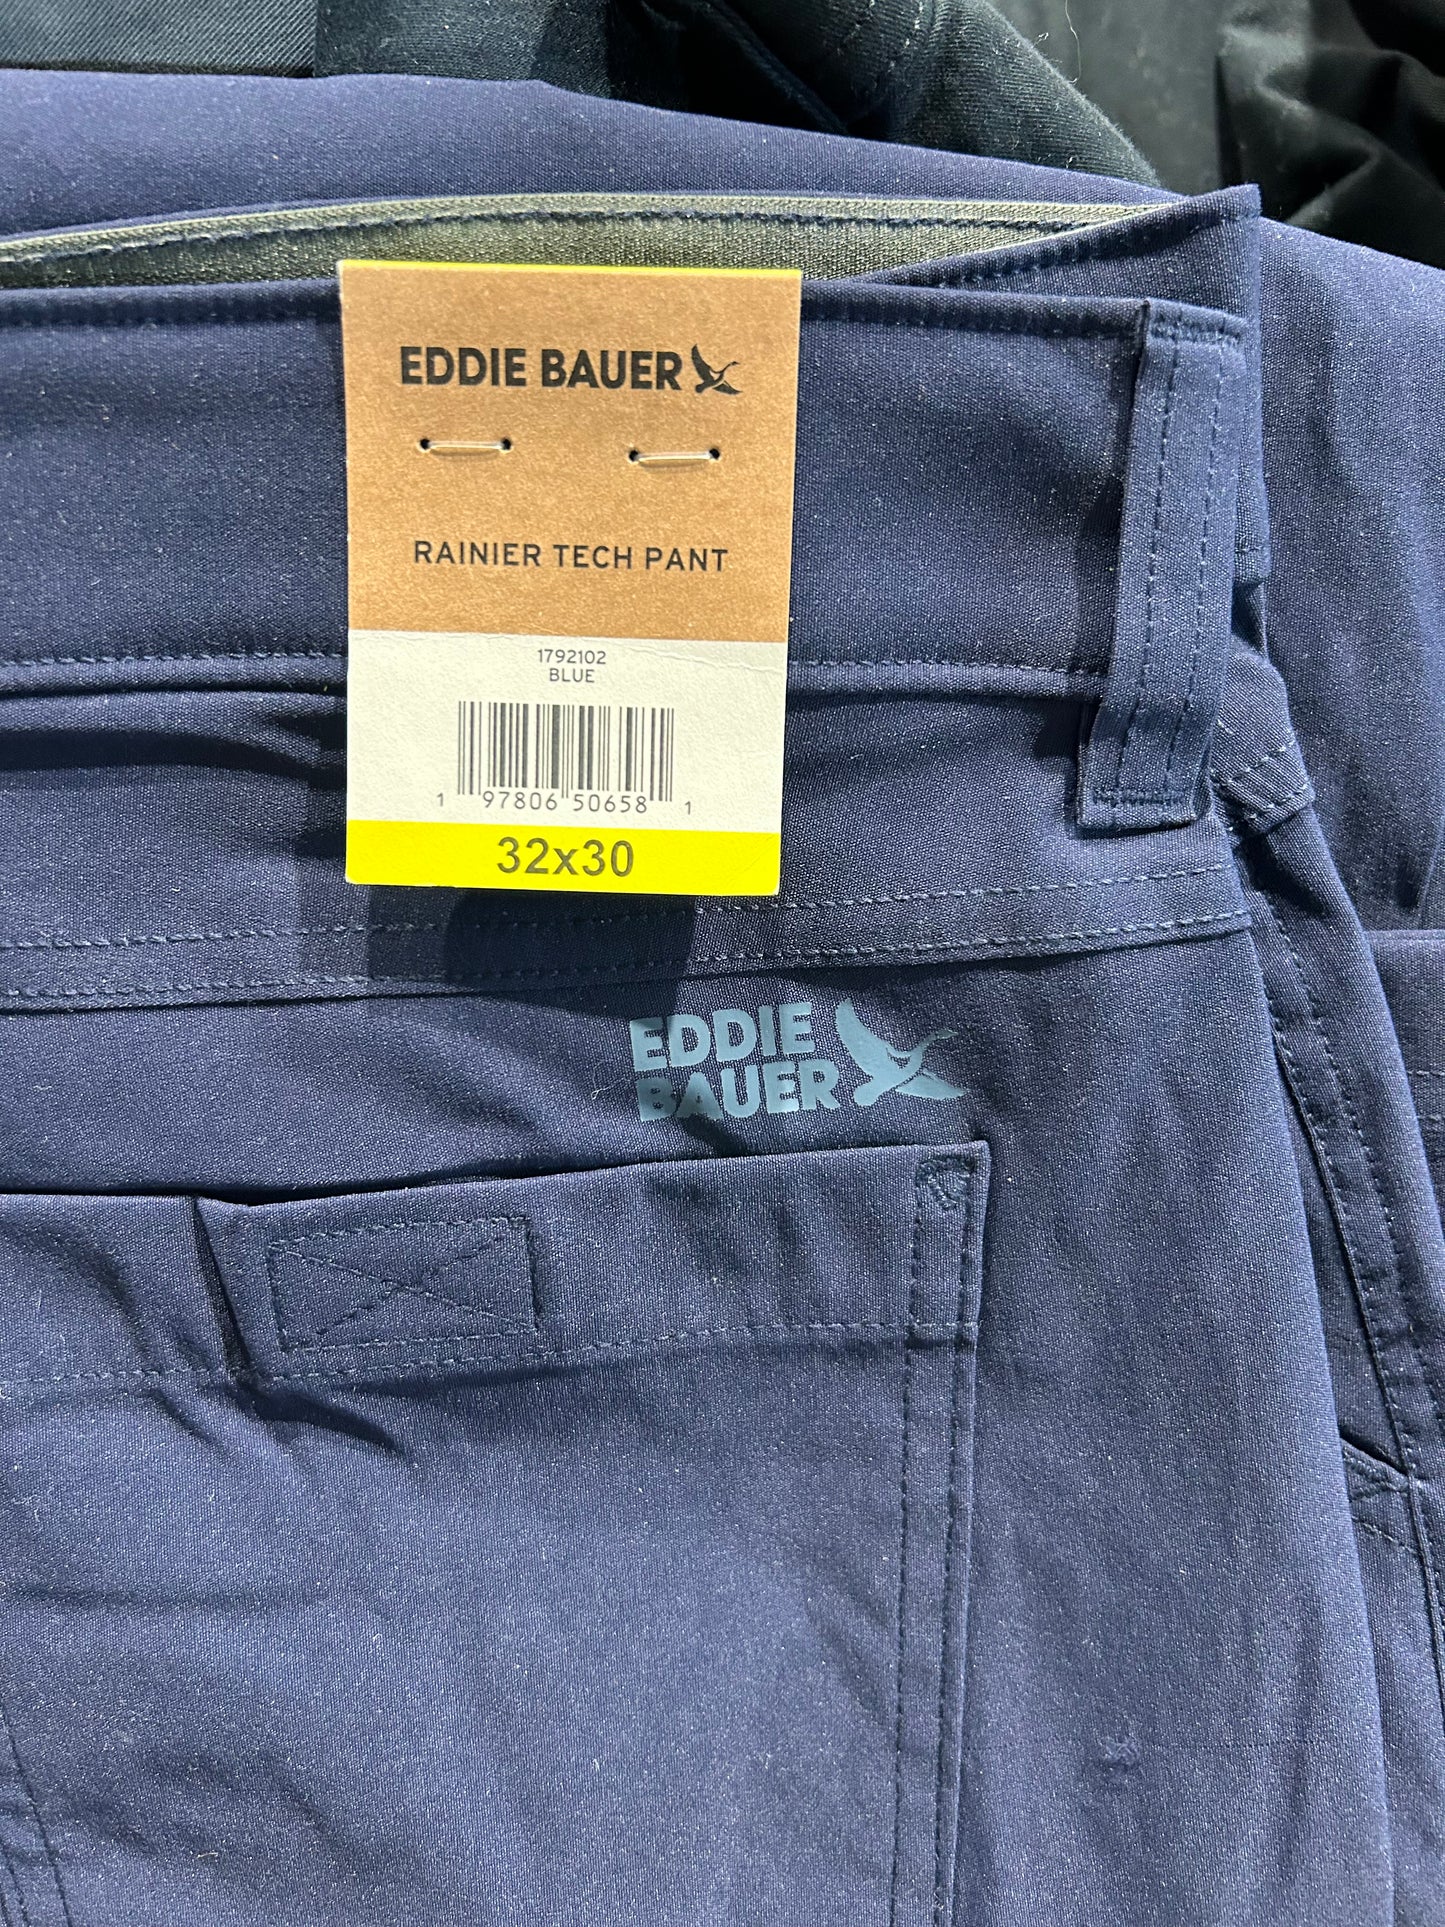 EDDIE BAUER
RAINIER TECH PANT
1792102
BLUE
1 97806 50658 1
32x30
EDDIE
BAUER